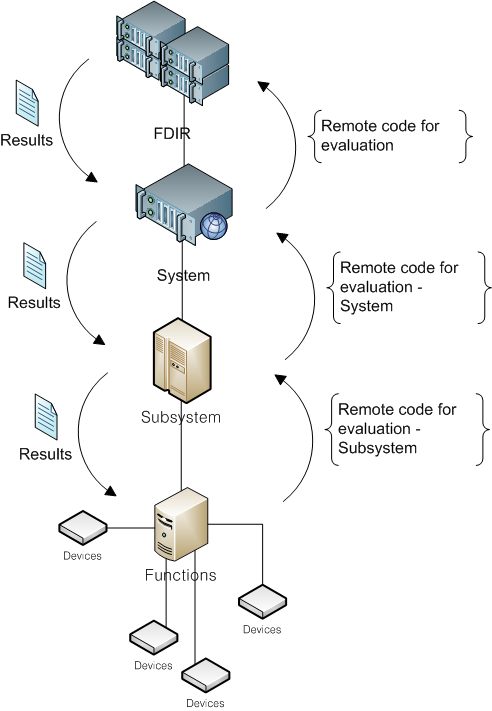 FDIR
Results
Remote code for
evaluation
System
Results
Remote code for
evaluation -
System
Subsystem
Results
Remote code for
evaluation -
Subsystem
Functions
Devices
Devices
Devices
Devices